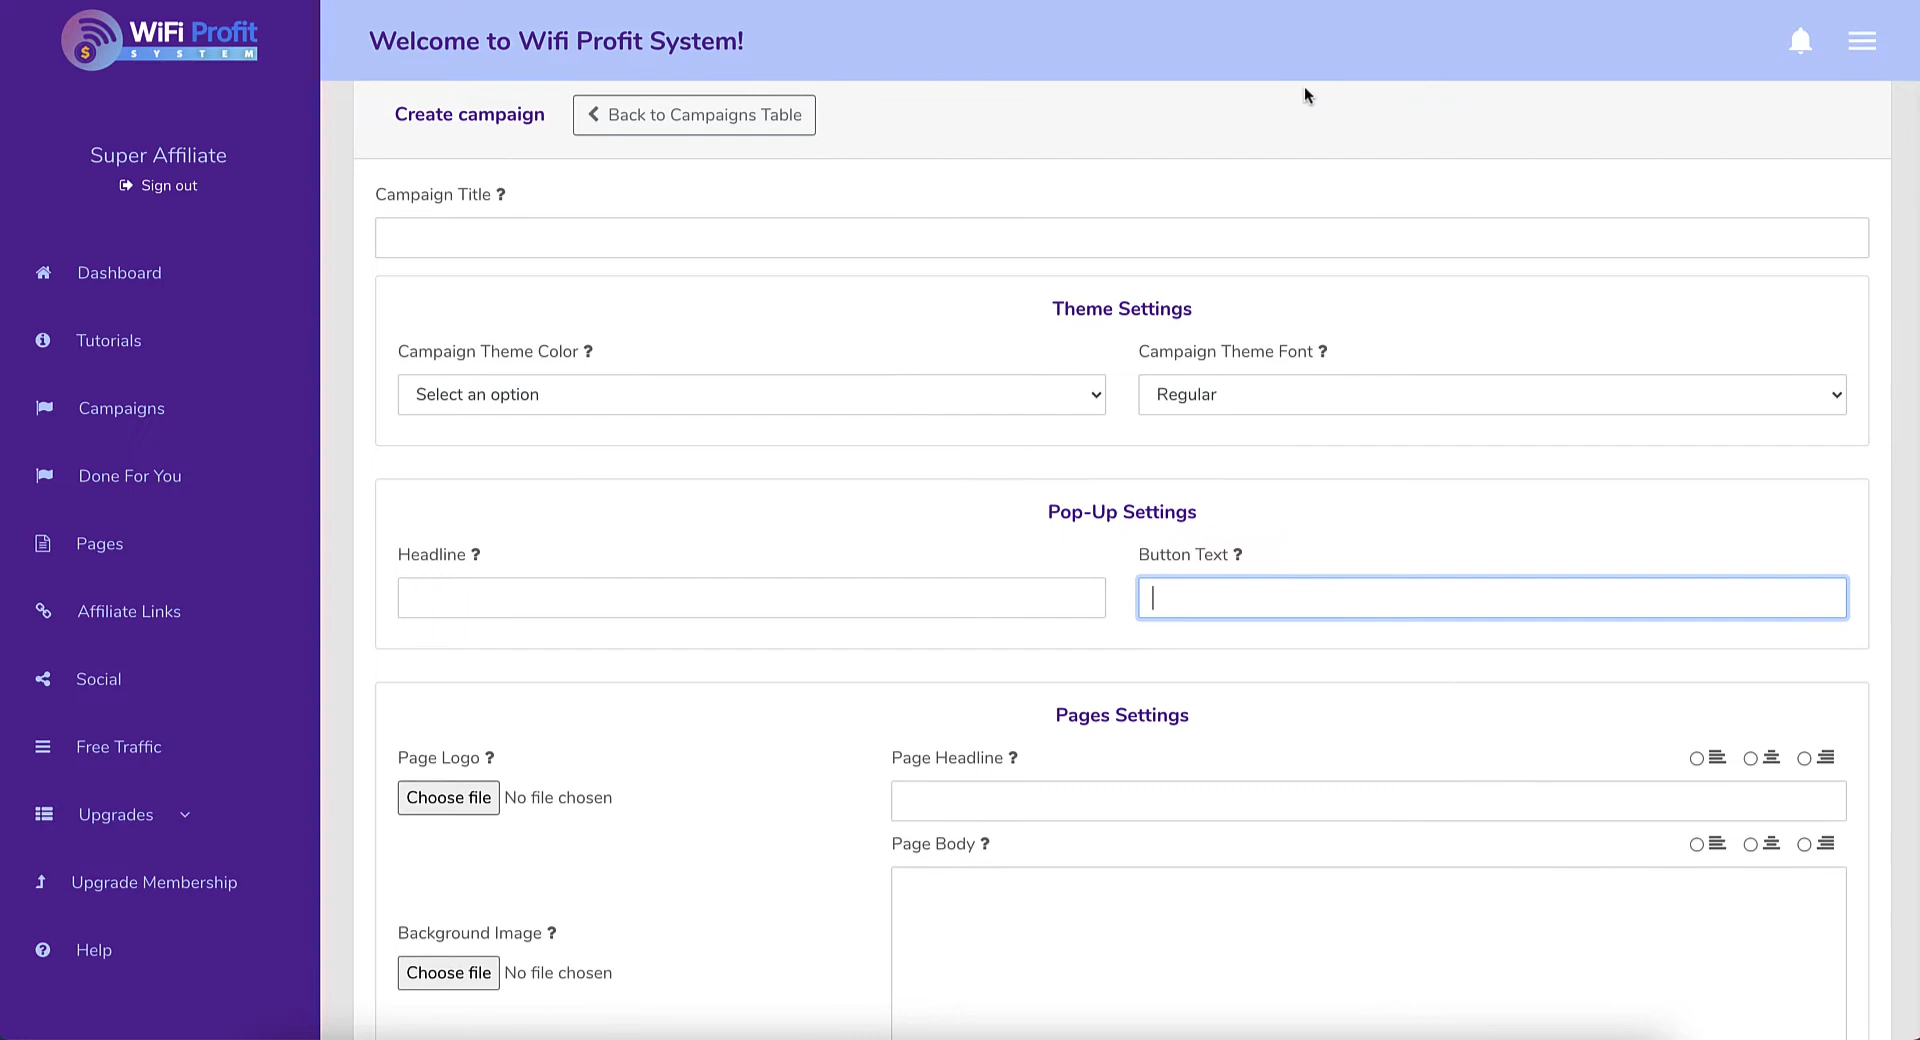 WiFi Profit
SYSTEM
Welcome to Wifi Profit System!
Super Affiliate
Sign out
Dashboard
Tutorials
Campaigns
Done For You
Pages
Affiliate Links
Social
Free Traffic
Upgrades
Upgrade Membership
Help
Create campaign
Back to Campaigns Table
Campaign Title ?
Theme Settings
Campaign Theme Color ?
Campaign Theme Font ?
Select an option
Regular
Pop-Up Settings
Headline ?
Button Text ?
Pages Settings
Page Logo ?
Page Headline ?
Choose file No file chosen
Page Body ?
Background Image ?
Choose file No file chosen